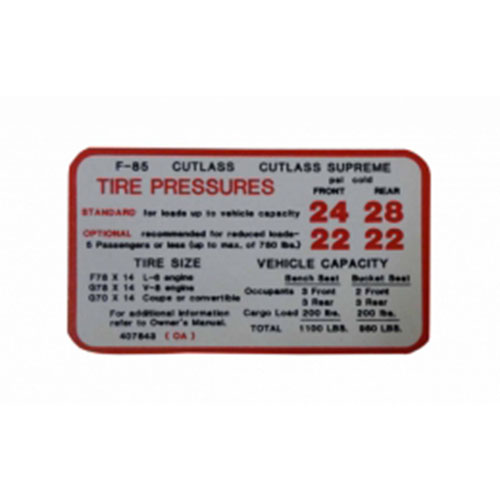 F-85 CUTLASS CUTLASS SUPREME
TIRE PRESSURES
psi cold
FRONT REAR
STANDARD for loads up to vehicle capacity 24 28
OPTIONAL recommended for reduced loads-
5 Passengers or less (up to max. of 750 lbs.) 22 22
TIRE SIZE
F78 X 14 L-6 engine
G78 X 14 V-8 engine
G70 X 14 Coupe or convertible
For additional information
refer to Owner's Manual.
407843 (OA)
VEHICLE CAPACITY
Bench Seat Bucket Seat
Occupants 3 Front 2 Front
3 Rear 3 Rear
Cargo Load 200 lbs. 200 lbs.
TOTAL 1100 LBS. 950 LBS.